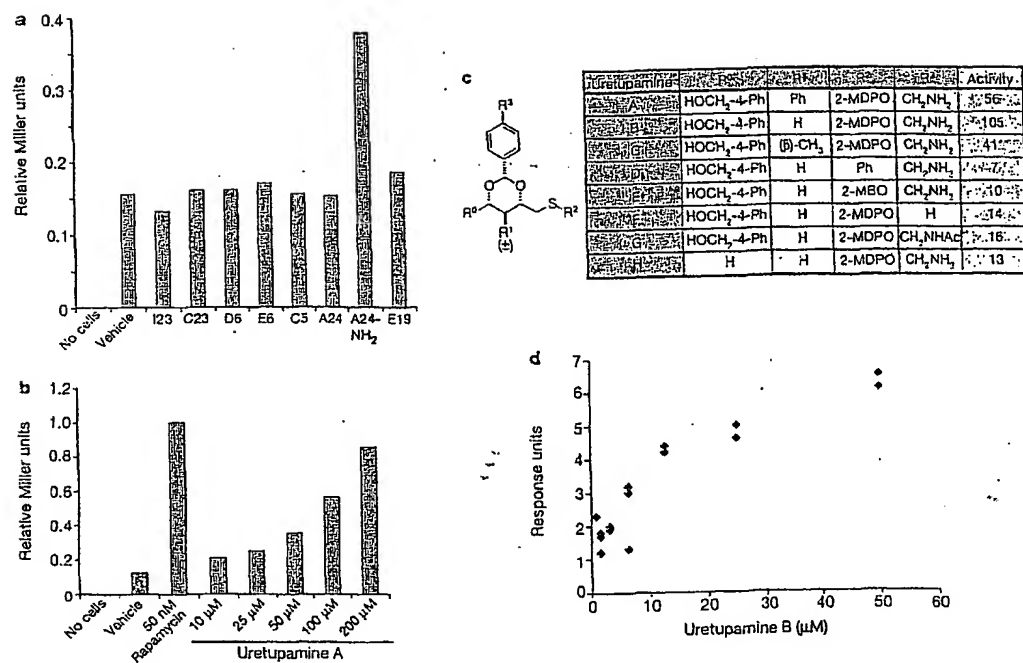 a
Relative Miller units
0.4
0.3
0.2
0.1
0
No cells
Vehicle
I23
C23
D6
E6
C5
A24
A24-NH2
E19
b
Relative Miller units
1.2
1.0
0.8
0.6
0.4
0.2
0
No cells
Vehicle
50 nM Rapamycin
10 μM
25 μM
50 μM
100 μM
200 μM
Uretupamine A
c
R3
O O
R0 S R2
R1
(±)
Uretupamine Activity
A HOCH2-4-Ph Ph 2-MDPO CH2NH2 56
B HOCH2-4-Ph H 2-MDPO CH2NH2 105
C HOCH2-4-Ph (β)-CH3 2-MDPO CH2NH2 41
D HOCH2-4-Ph H Ph CH2NH2 7
E HOCH2-4-Ph H 2-MBO CH2NH2 10
HOCH2-4-Ph H 2-MDPO H 14
G HOCH2-4-Ph H 2-MDPO CH2NHAc 16
H H H 2-MDPO CH2NH2 13
d
Response units
7
6
5
4
3
2
1
0
0 10 20 30 40 50 60
Uretupamine B (μM)